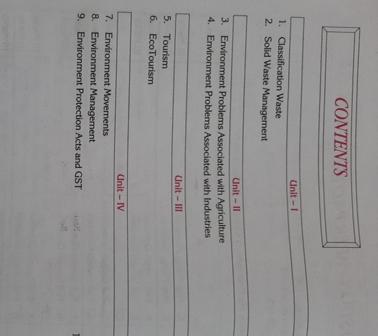 CONTENTS
Unit – I
1. Classification Waste
2. Solid Waste Management
Unit – II
3. Environment Problems Associated with Agriculture
4. Environment Problems Associated with Industries
Unit – III
5. Tourism
6. EcoTourism
Unit – IV
7. Environment Movements
8. Environment Management
9. Environment Protection Acts and GST